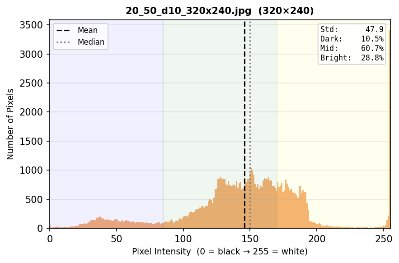 20_50_d10_320x240.jpg (320×240)
Mean
Median
Std: 47.9
Dark: 10.5%
Mid: 60.7%
Bright: 28.8%
3500
3000
2500
2000
1500
1000
500
0
Number of Pixels
0 50 100 150 200 250
Pixel Intensity (0 = black → 255 = white)